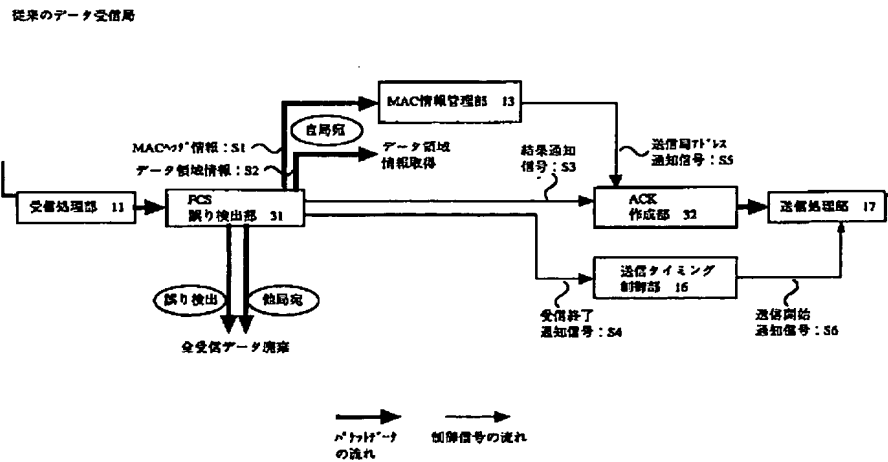 従来のデータ受信局
MAC情報管理部 13
自局宛
MACヘッダ情報:S1
データ領域情報:S2
データ領域
情報取得
結果通知
信号:S3
送信局アドレス
通知信号:S5
受信処理部 11
FCS
誤り検出部 31
ACK
作成部 32
送信処理部 17
送信タイミング
制御部 16
誤り検出
他局宛
全受信データ廃棄
受信終了
通知信号:S4
送信開始
通知信号:S6
パケットデータ
の流れ
制御信号の流れ